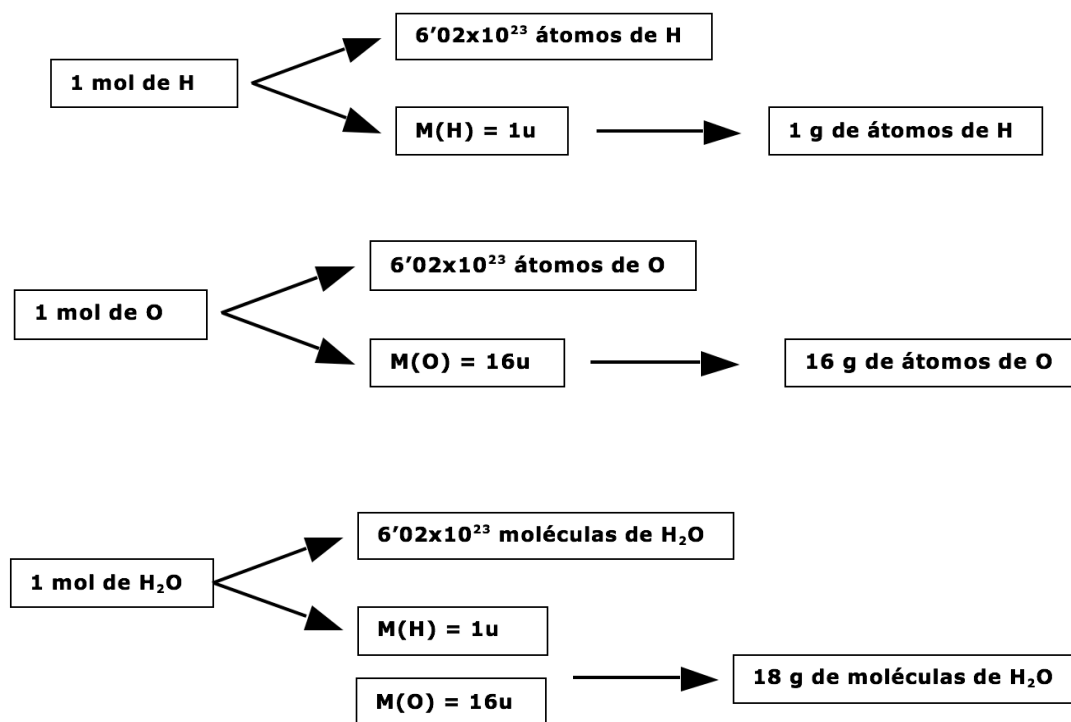 6’02x10²³ átomos de H
1 mol de H
M(H) = 1u
1 g de átomos de H
6’02x10²³ átomos de O
1 mol de O
M(O) = 16u
16 g de átomos de O
6’02x10²³ moléculas de H₂O
1 mol de H₂O
M(H) = 1u
18 g de moléculas de H₂O
M(O) = 16u